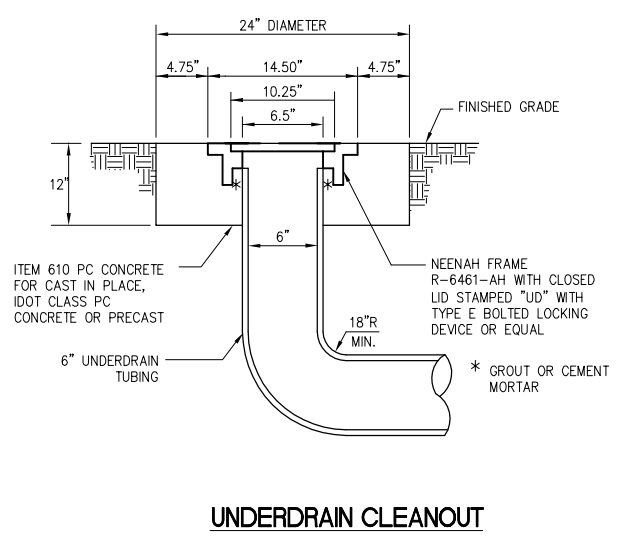 24" DIAMETER
4.75"
14.50"
4.75"
10.25"
6.5"
FINISHED GRADE
12"
6"
ITEM 610 PC CONCRETE
FOR CAST IN PLACE,
IDOT CLASS PC
CONCRETE OR PRECAST
NEENAH FRAME
R-6461-AH WITH CLOSED
LID STAMPED "UD" WITH
TYPE E BOLTED LOCKING
DEVICE OR EQUAL
18"R
MIN.
6" UNDERDRAIN
TUBING
* GROUT OR CEMENT
MORTAR
UNDERDRAIN CLEANOUT